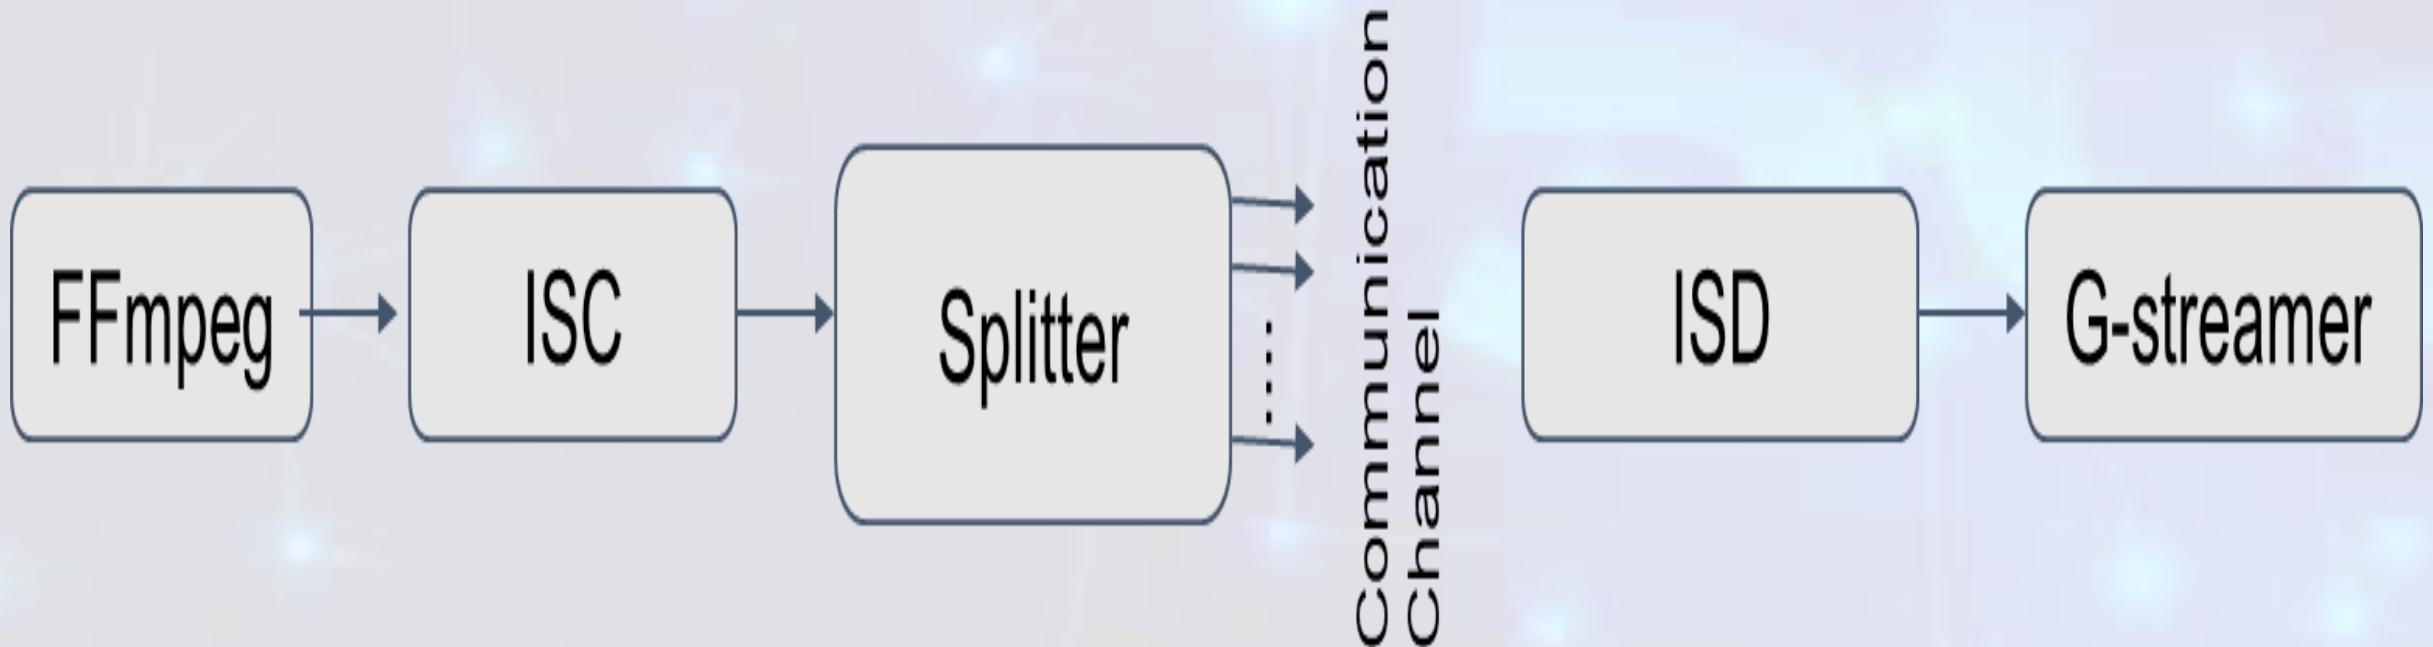 FFmpeg
ISC
Splitter
Communication
Channel
ISD
G-streamer